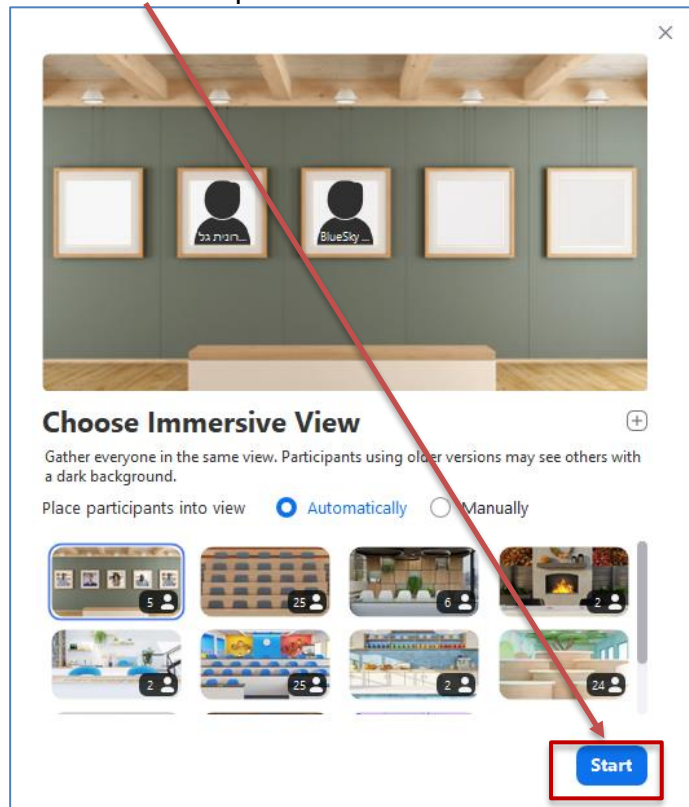 רונית גל...
BlueSky ...
Choose Immersive View
Gather everyone in the same view. Participants using older versions may see others with
a dark background.
Place participants into view Automatically Manually
5 25 6 2
2 25 2 24
Start